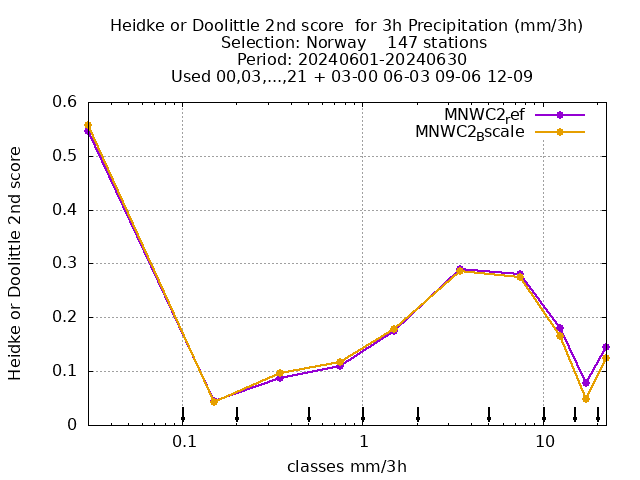 Heidke or Doolittle 2nd score  for 3h Precipitation (mm/3h)
Selection: Norway    147 stations
Period: 20240601-20240630
Used 00,03,...,21 + 03-00 06-03 09-06 12-09
MNWC2ref
MNWC2Bscale
Heidke or Doolittle 2nd score
0.6
0.5
0.4
0.3
0.2
0.1
0
0.1
1
10
classes mm/3h